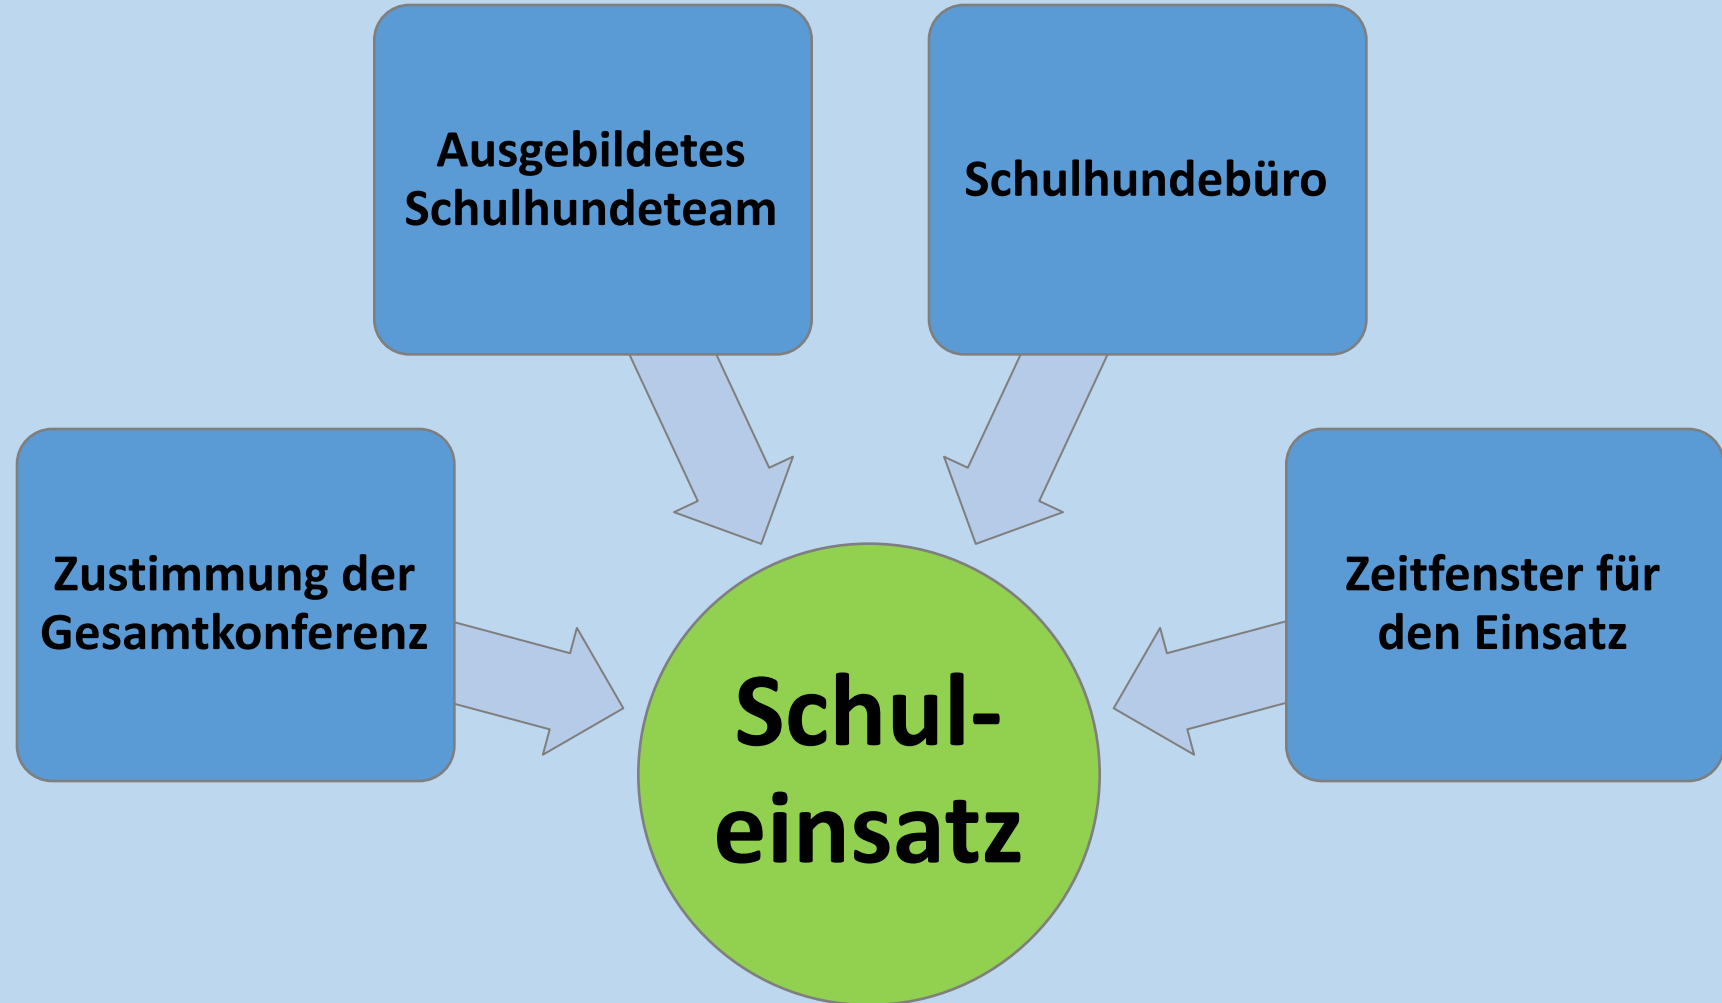 Ausgebildetes
Schulhundeteam
Schulhundebüro
Zustimmung der
Gesamtkonferenz
Zeitfenster für
den Einsatz
Schul-
einsatz